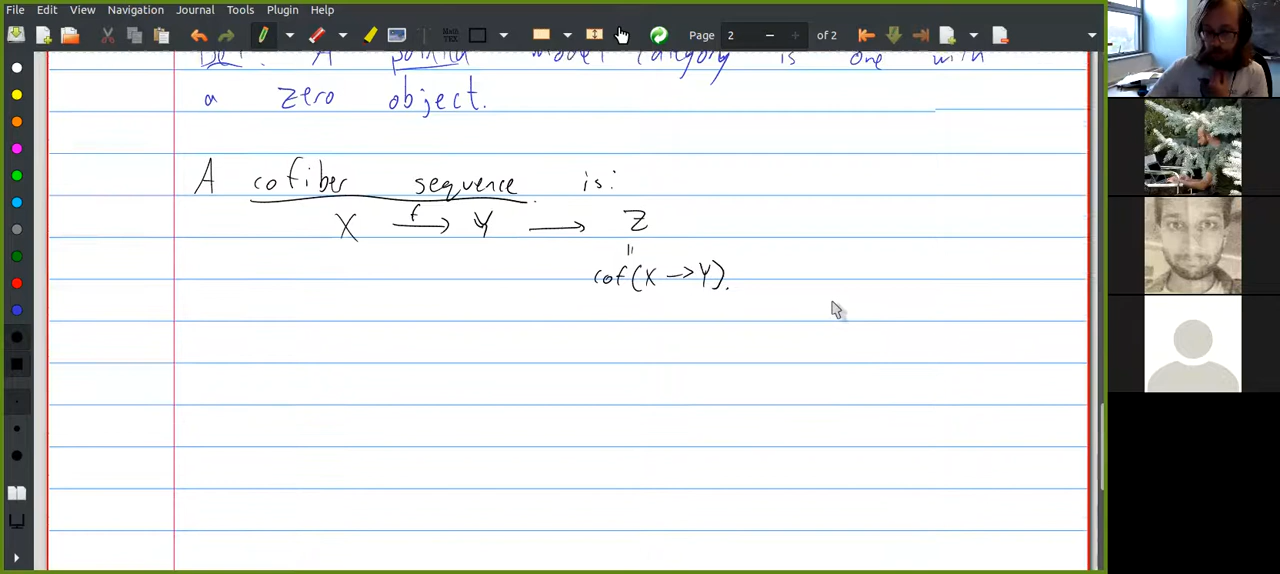 File Edit View Navigation Journal Tools Plugin Help
Page 2 of 2
Def: A pointed model category is one with
a zero object.
A cofiber sequence is:
X f→ Y → Z
=
cof(X→Y).